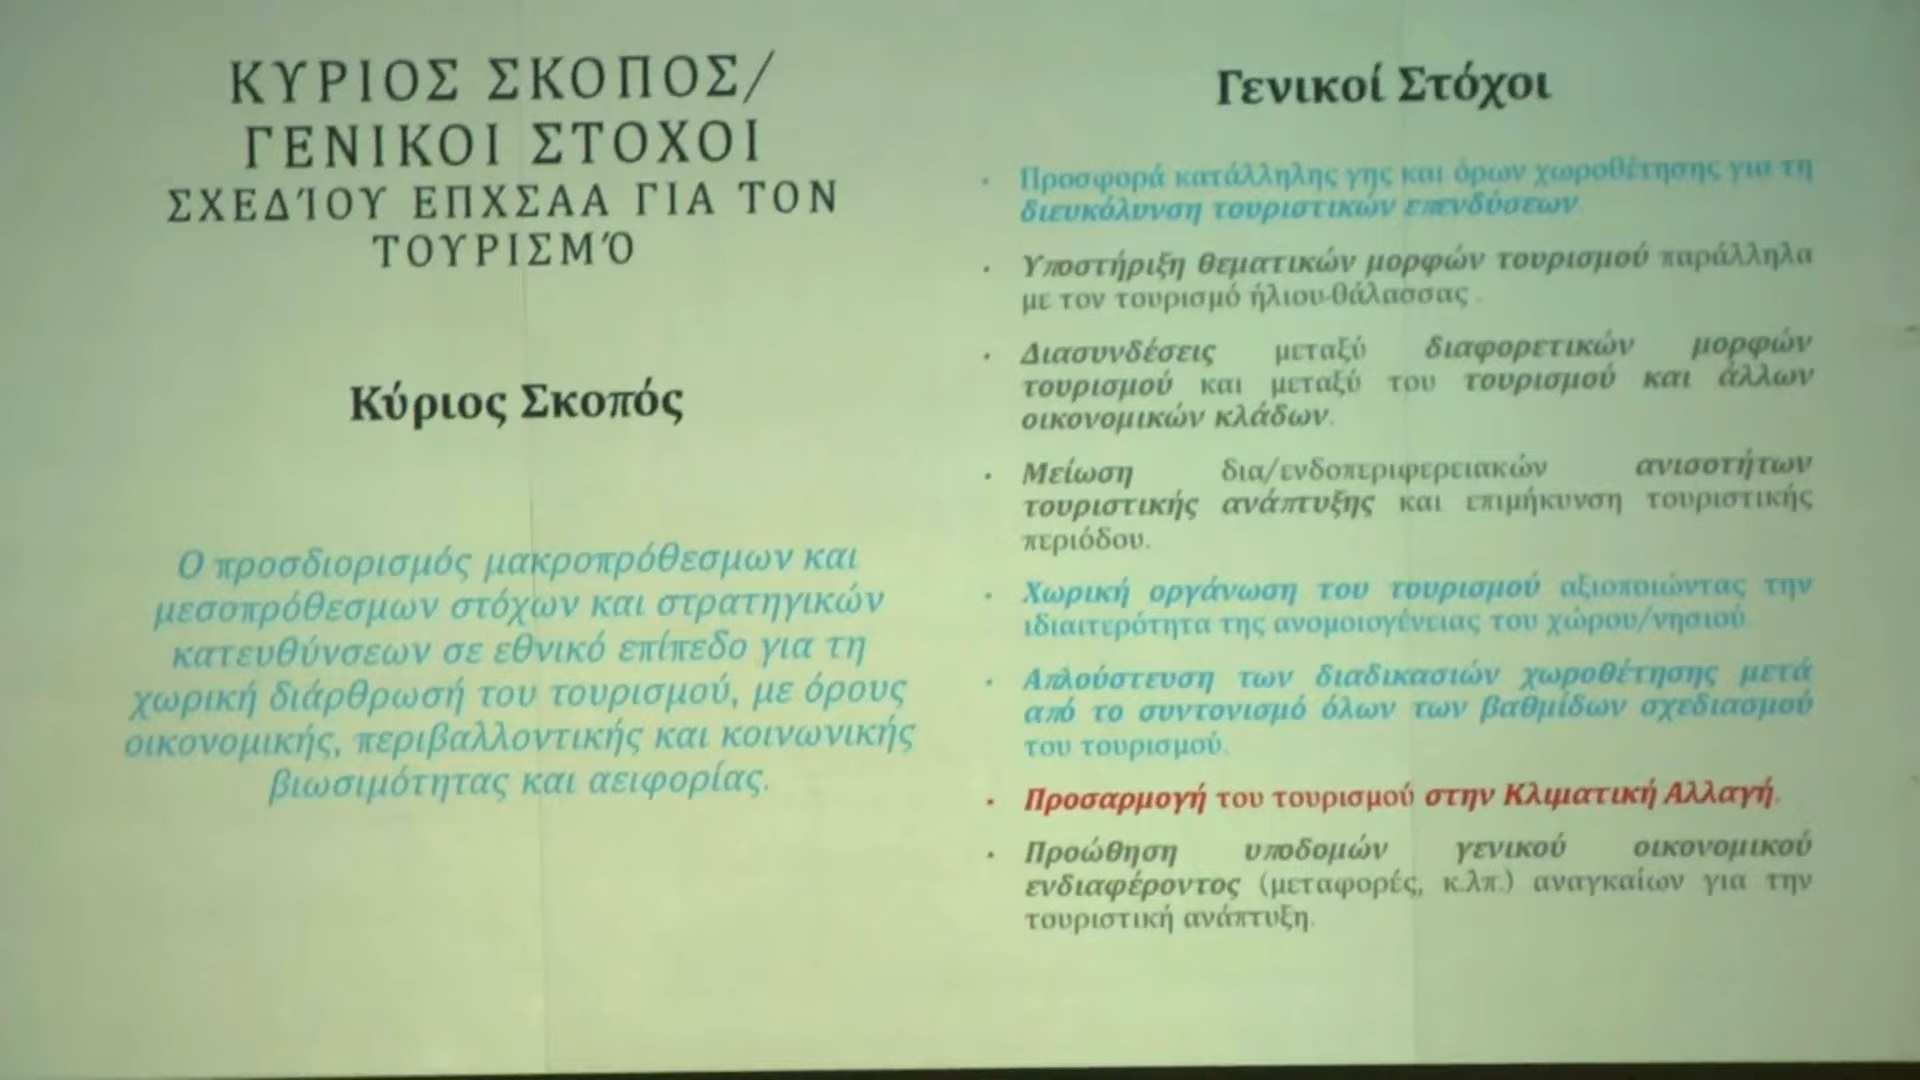 ΚΥΡΙΟΣ ΣΚΟΠΟΣ/
ΓΕΝΙΚΟΙ ΣΤΟΧΟΙ
ΣΧΕΔΊΟΥ ΕΠΧΣΑΑ ΓΙΑ ΤΟΝ
ΤΟΥΡΙΣΜΌ
Κύριος Σκοπός
Ο προσδιορισμός μακροπρόθεσμων και
μεσοπρόθεσμων στόχων και στρατηγικών
κατευθύνσεων σε εθνικό επίπεδο για τη
χωρική διάρθρωσή του τουρισμού, με όρους
οικονομικής, περιβαλλοντικής και κοινωνικής
βιωσιμότητας και αειφορίας.
Γενικοί Στόχοι
· Προσφορά κατάλληλης γης και όρων χωροθέτησης για τη
διευκόλυνση τουριστικών επενδύσεων.
· Υποστήριξη θεματικών μορφών τουρισμού παράλληλα
με τον τουρισμό ήλιου-θάλασσας .
· Διασυνδέσεις μεταξύ διαφορετικών μορφών
τουρισμού και μεταξύ του τουρισμού και άλλων
οικονομικών κλάδων.
· Μείωση δια/ενδοπεριφερειακών ανισοτήτων
τουριστικής ανάπτυξης και επιμήκυνση τουριστικής
περιόδου.
· Χωρική οργάνωση του τουρισμού αξιοποιώντας την
ιδιαιτερότητα της ανομοιογένειας του χώρου/νησιού.
· Απλούστευση των διαδικασιών χωροθέτησης μετά
από το συντονισμό όλων των βαθμίδων σχεδιασμού
του τουρισμού.
· Προσαρμογή του τουρισμού στην Κλιματική Αλλαγή.
· Προώθηση υποδομών γενικού οικονομικού
ενδιαφέροντος (μεταφορές, κ.λπ.) αναγκαίων για την
τουριστική ανάπτυξη.